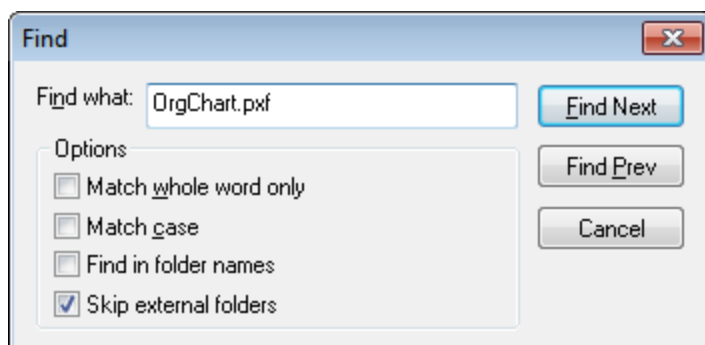 Find
Find what: OrgChart.pxf
Find Next
Options
Match whole word only
Find Prev
Match case
Cancel
Find in folder names
Skip external folders